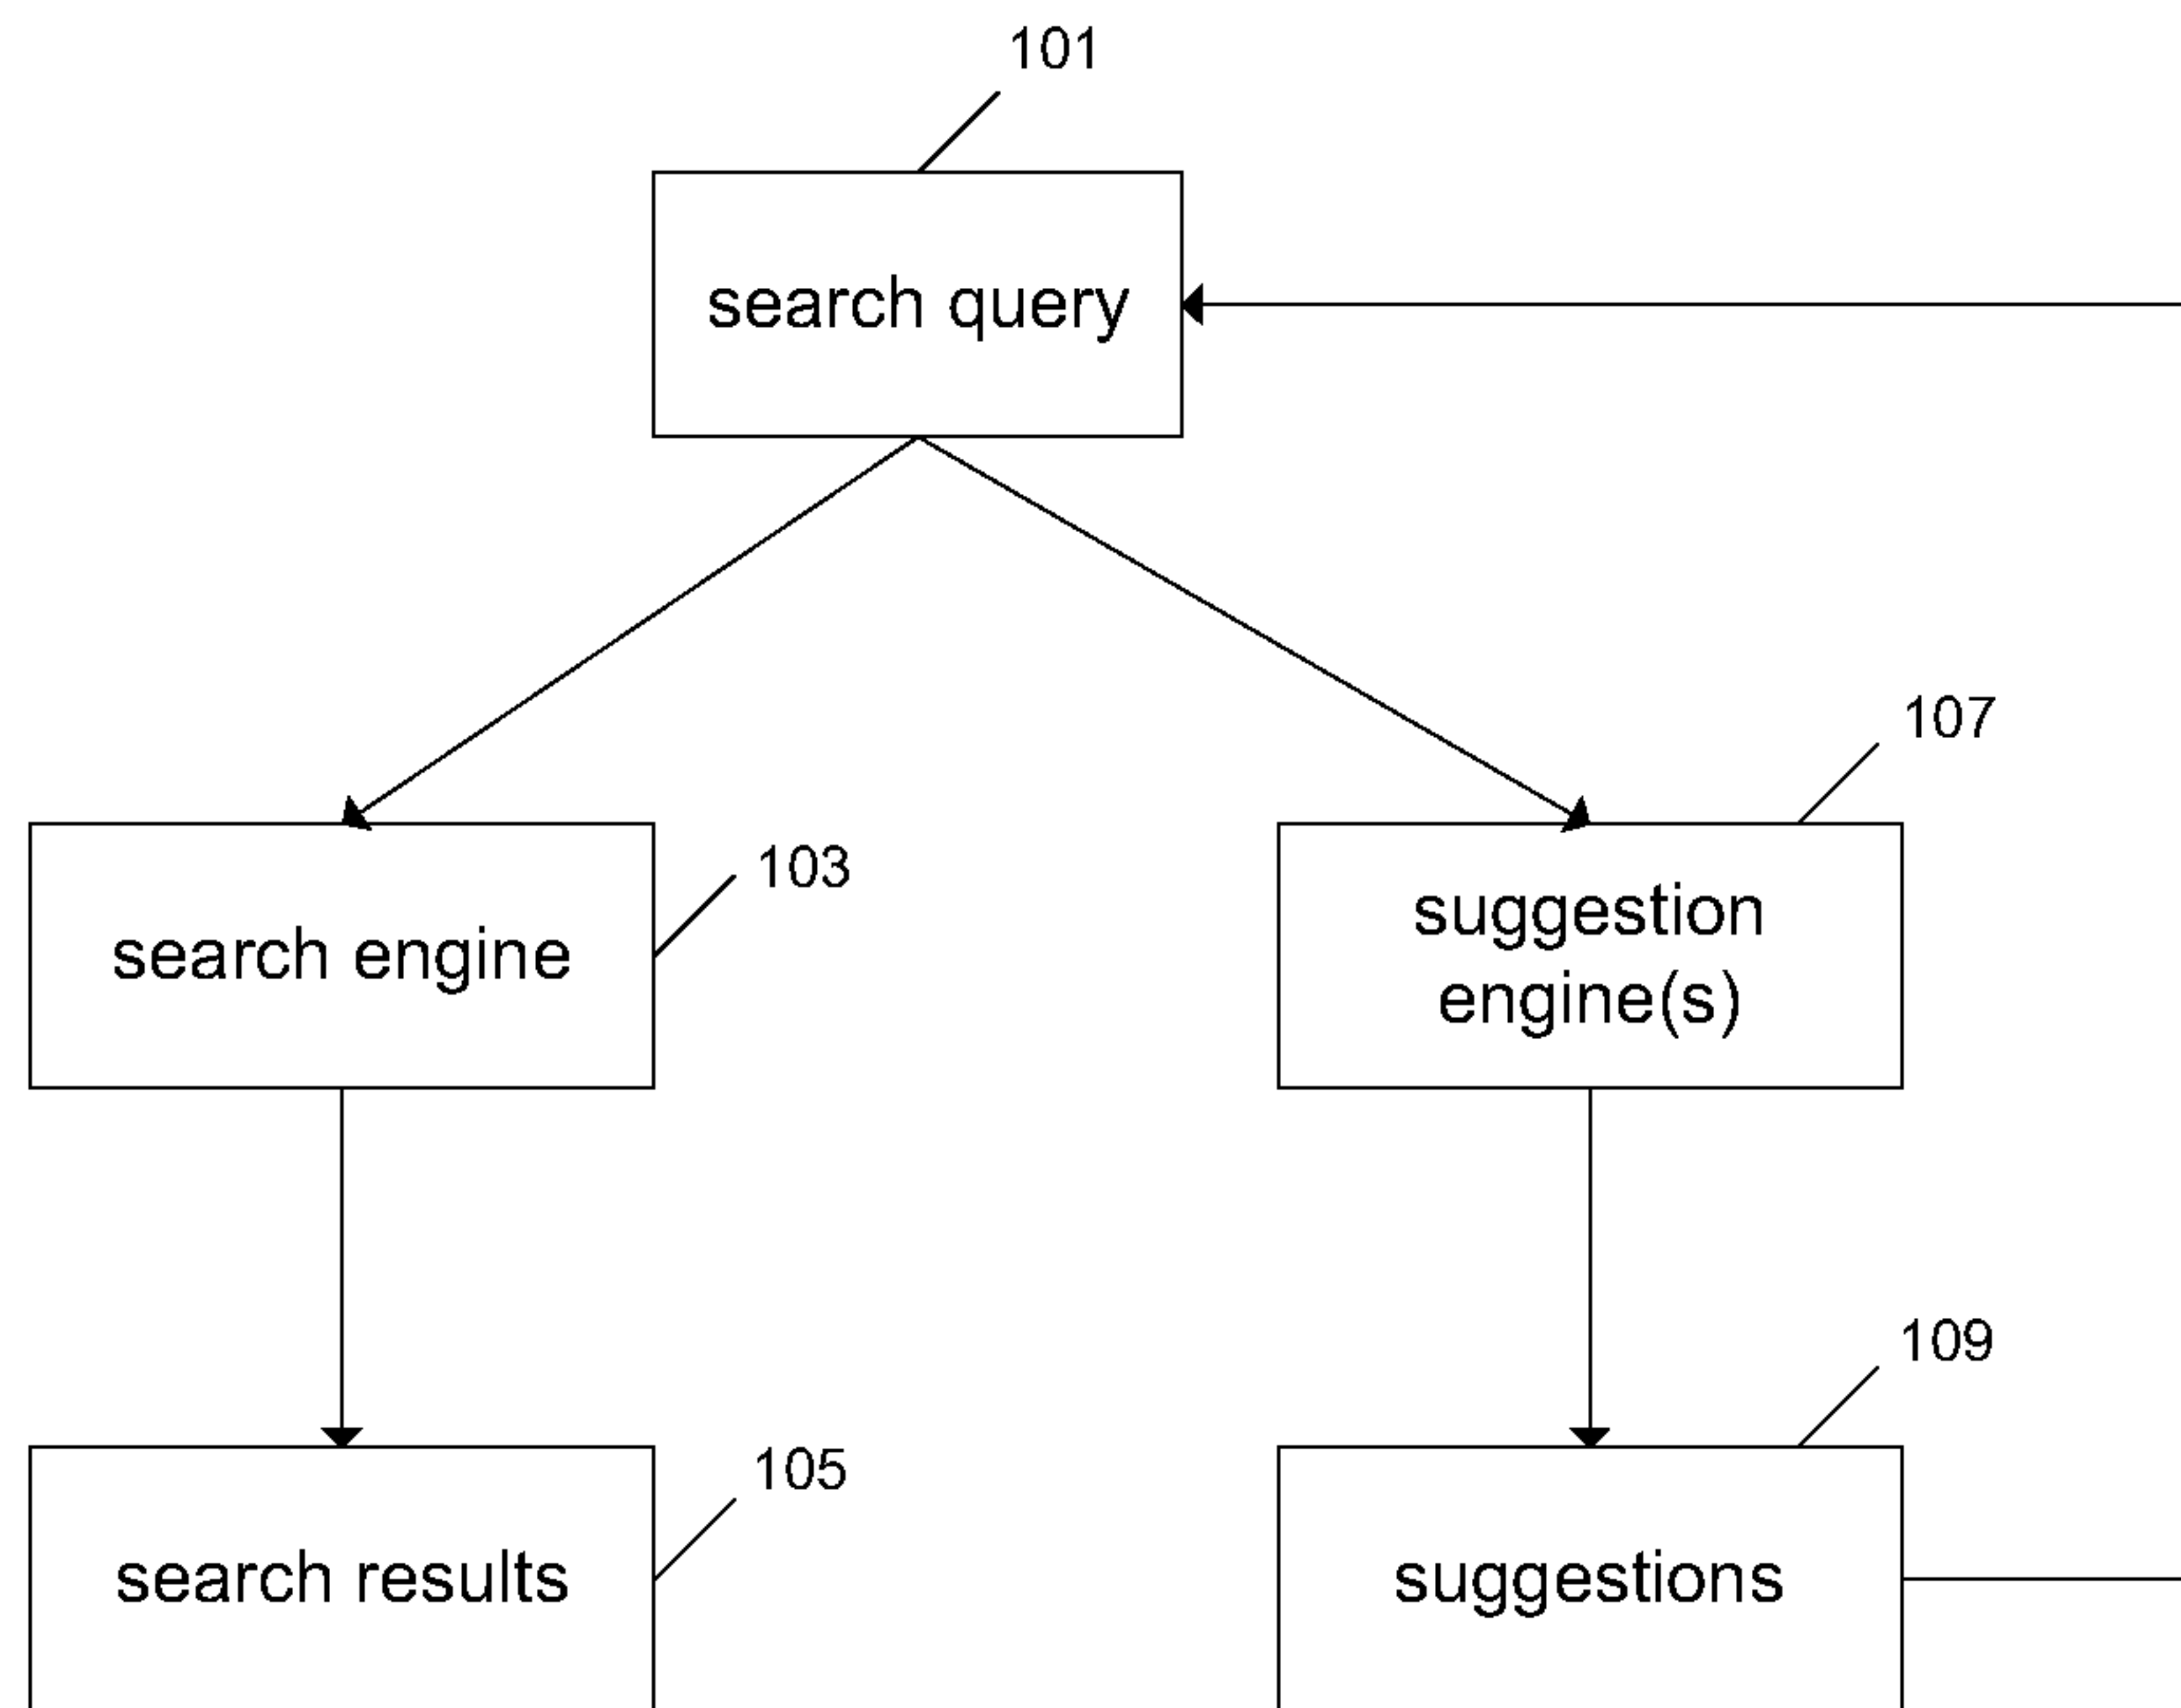 101
search query
107
103
search engine
suggestion
engine(s)
109
105
search results
suggestions